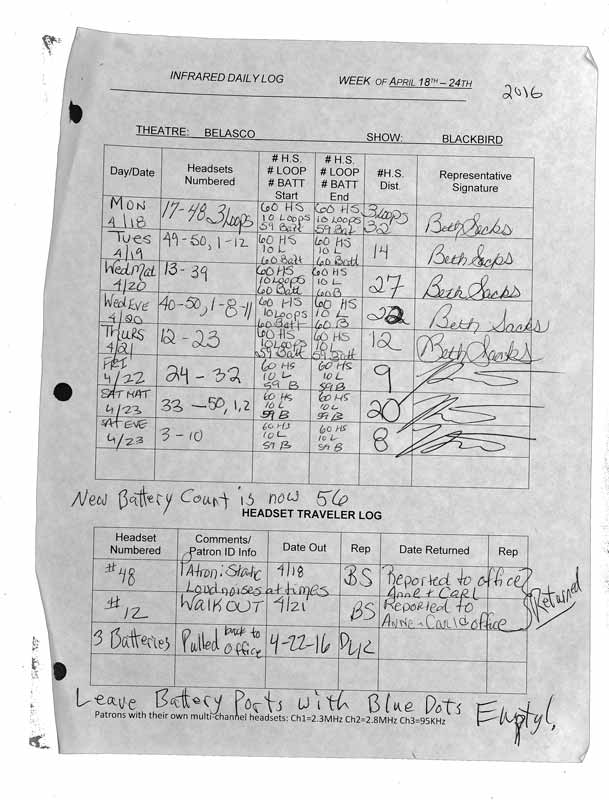 INFRARED DAILY LOG WEEK OF APRIL 18TH – 24TH
2016
THEATRE: BELASCO SHOW: BLACKBIRD
Day/Date Headsets Numbered # H.S. # LOOP # BATT Start # H.S. # LOOP # BATT End #H.S. Dist. Representative Signature
MON 4/18 17-48, 3 Loops 60 HS 10 Loops 59 Batt 60 HS 10 Loops 59 Bat 3 Loops 32 Beth Sacks
Tues 4/19 49-50, 1-12 60 HS 10 L 60 Batt 60 HS 10 L 60 Batt 14 Beth Sacks
Wed Mat 4/20 13-39 60 HS 10 Loops 60 Batt 60 HS 10 L 60 B 27 Beth Sacks
Wed EVE 4/20 40-50, 1-8-11 60 HS 10 Loops 60 Batt 60 HS 10 L 60 B 22 Beth Sacks
THURS 4/21 12-23 60 HS 10 Loops 59 Batt 60 HS 10 L 59 Batt 12 Beth Sacks
FRI 4/22 24-32 60 HS 10 L 59 B 60 HS 10 L 59 B 9
SAT MAT 4/23 33-50, 1,2 60 HS 10 L 59 B 60 HS 10 L 59 B 20
SAT EVE 4/23 3-10 60 HS 10 L 59 B 60 HS 10 L 59 B 8
New Battery Count is now 56
HEADSET TRAVELER LOG
Headset Numbered Comments/ Patron ID Info Date Out Rep Date Returned Rep
#48 Patron: Static Loud noises at times 4/18 BS Reported to office Anne + Carl
#12 WALKOUT 4/21 BS Reported to Anne + Carl's office
Returned
3 Batteries Pulled back to office 4-22-16
Leave Battery Ports with Blue Dots Empty!
Patrons with their own multi-channel headsets: Ch1=2.3MHz Ch2=2.8MHz Ch3=95KHz